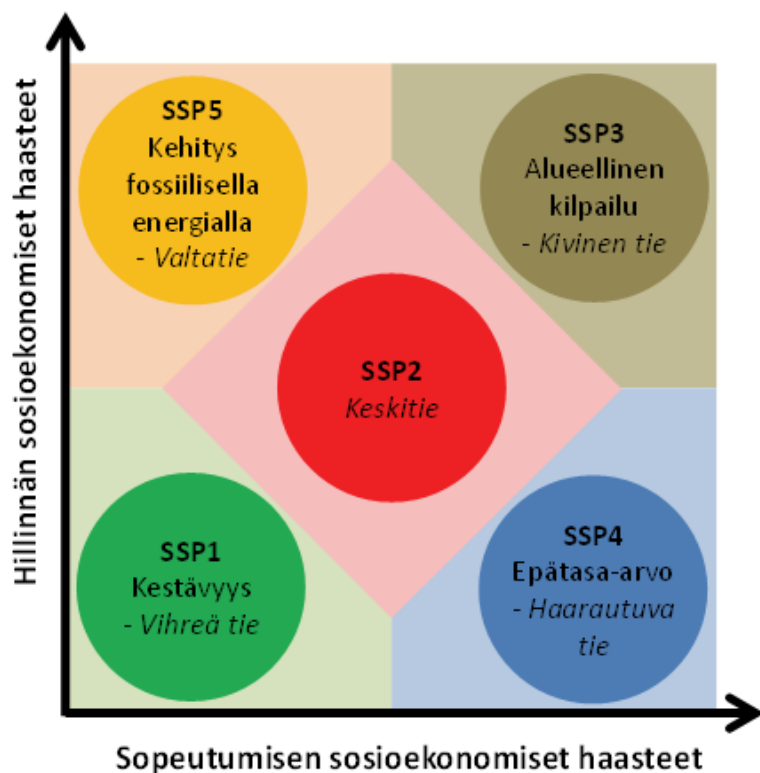 Hillinnän sosioekonomiset haasteet
SSP5
Kehitys
fossiilisella
energialla
- Valtatie
SSP3
Alueellinen
kilpailu
- Kivinen tie
SSP2
Keskitie
SSP1
Kestävyys
- Vihreä tie
SSP4
Epätasa-arvo
- Haarautuva
tie
Sopeutumisen sosioekonomiset haasteet